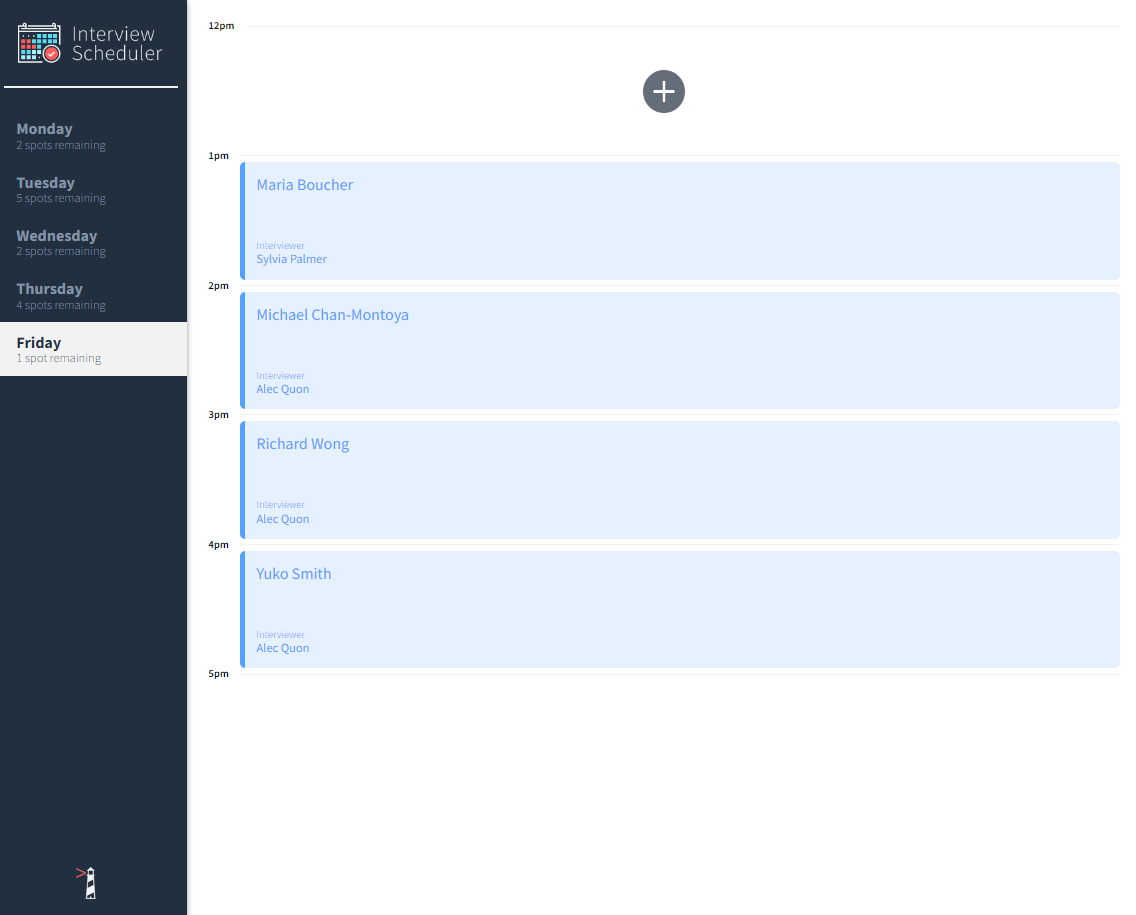 Interview
Scheduler
Monday
2 spots remaining
Tuesday
5 spots remaining
Wednesday
2 spots remaining
Thursday
4 spots remaining
Friday
1 spot remaining
12pm
1pm
Maria Boucher
Interviewer
Sylvia Palmer
2pm
Michael Chan-Montoya
Interviewer
Alec Quon
3pm
Richard Wong
Interviewer
Alec Quon
4pm
Yuko Smith
Interviewer
Alec Quon
5pm